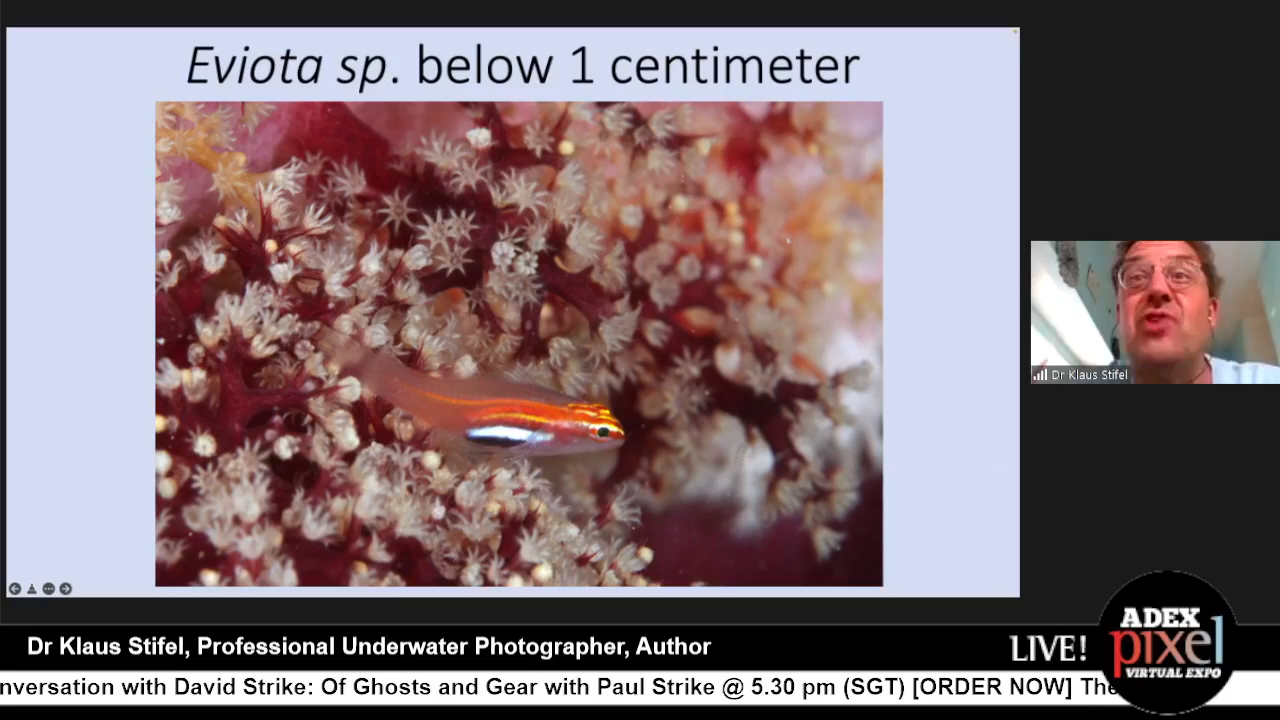 Eviota sp. below 1 centimeter
Dr Klaus Stifel
Dr Klaus Stifel, Professional Underwater Photographer, Author
LIVE!
ADEX
pixel
VIRTUAL EXPO
nversation with David Strike: Of Ghosts and Gear with Paul Strike @ 5.30 pm (SGT) [ORDER NOW] The